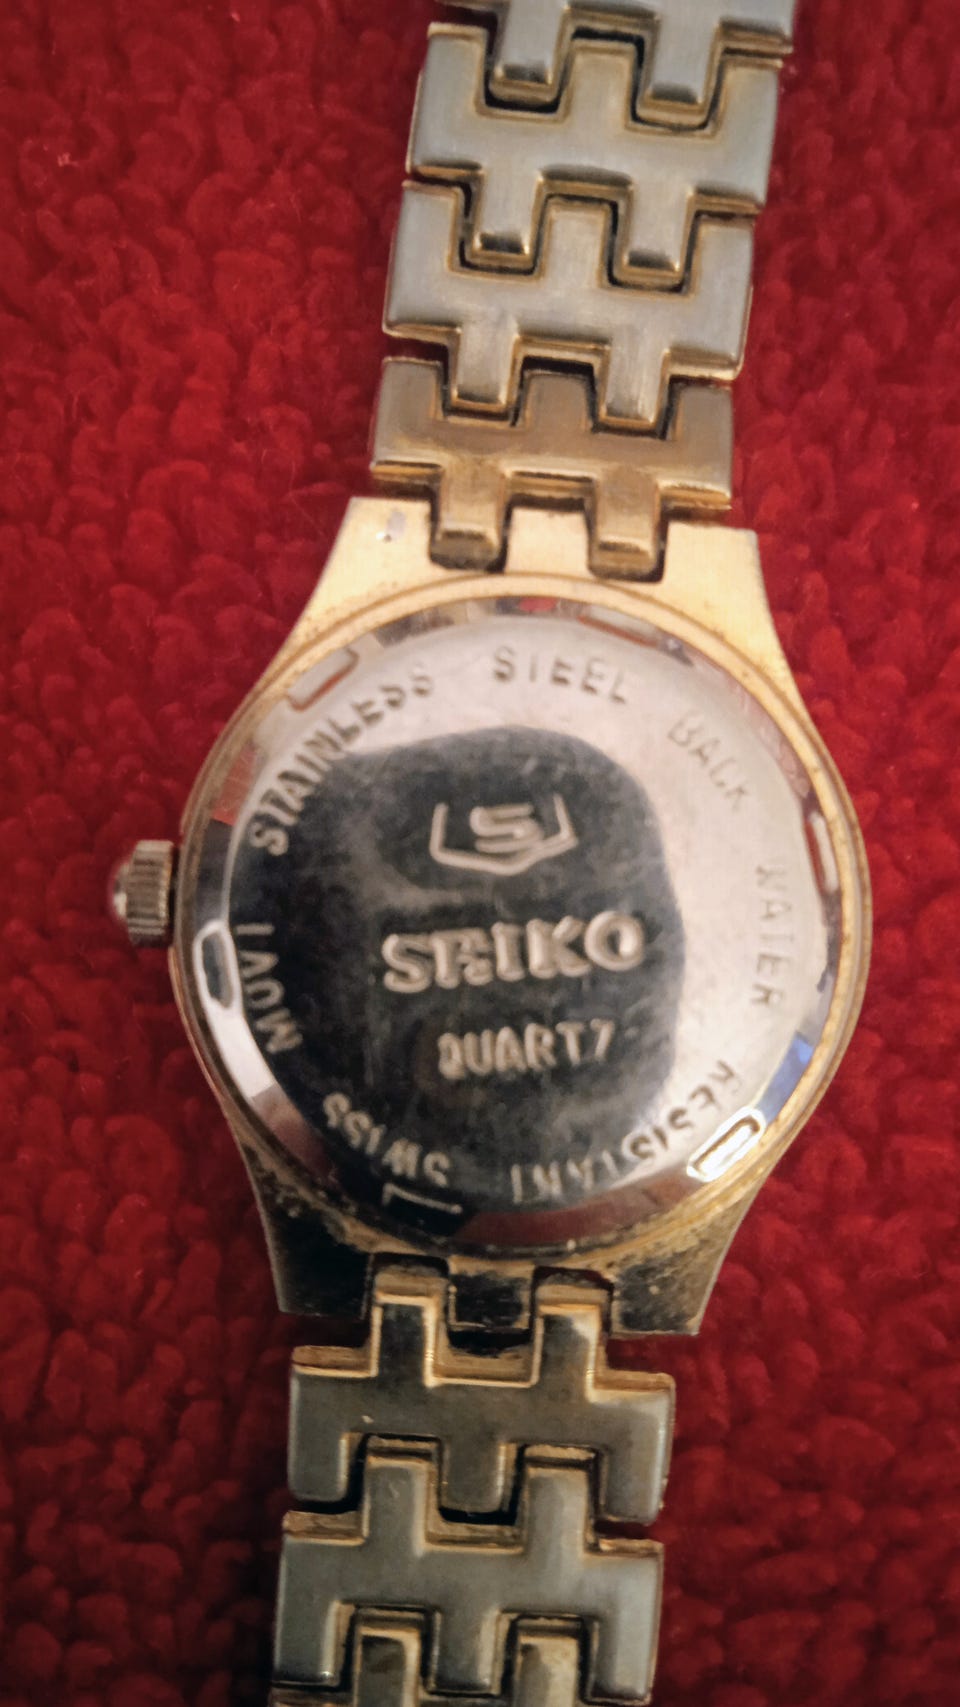 STAINLESS STEEL BACK WATER RESISTANT SWISS MOVT
S
SEIKO
QUARTZ